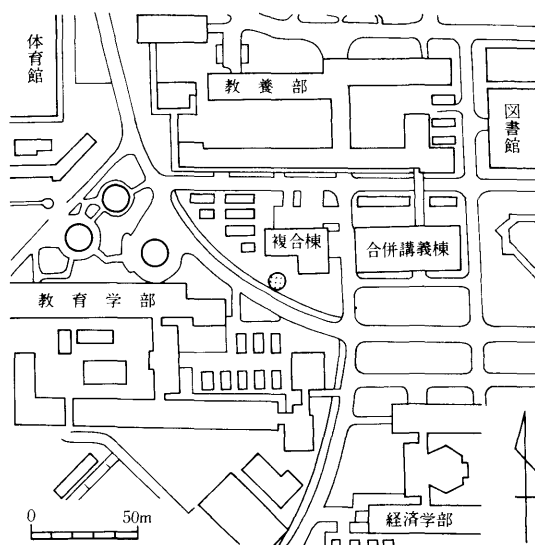 体育館
教養部
図書館
複合棟
合併講義棟
教育学部
経済学部
0 50m